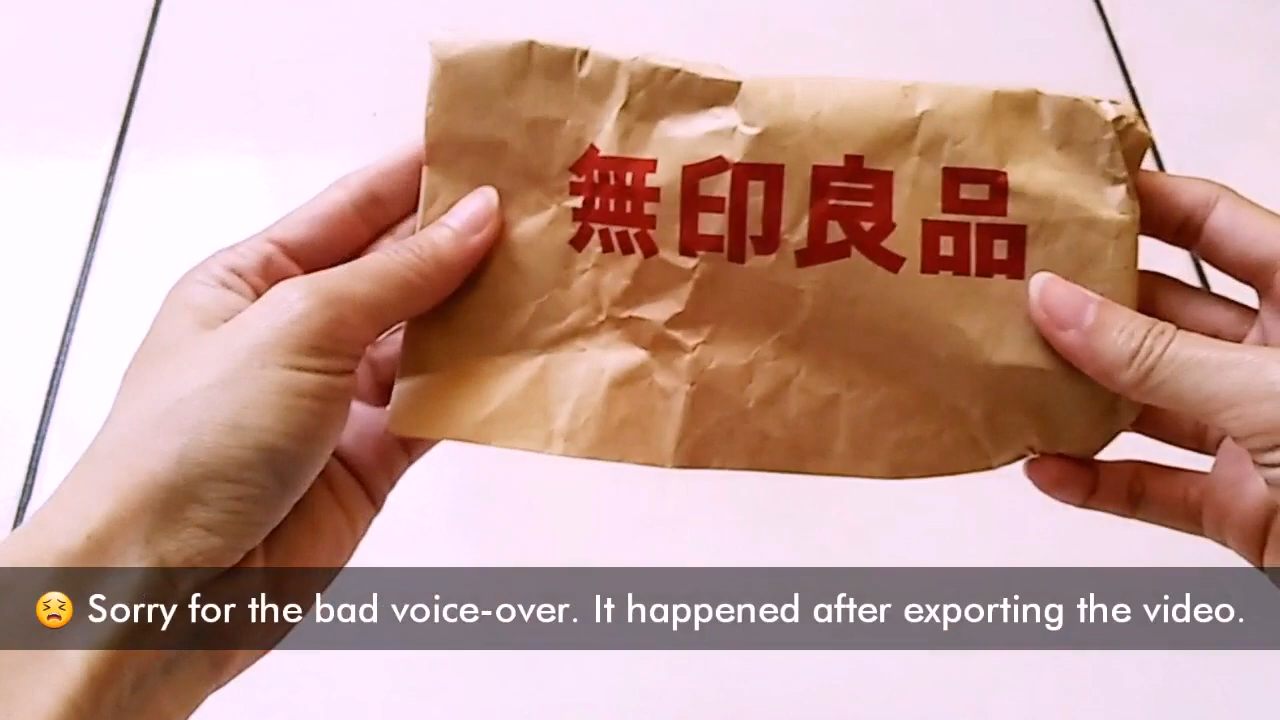 無印良品
😣 Sorry for the bad voice-over. It happened after exporting the video.